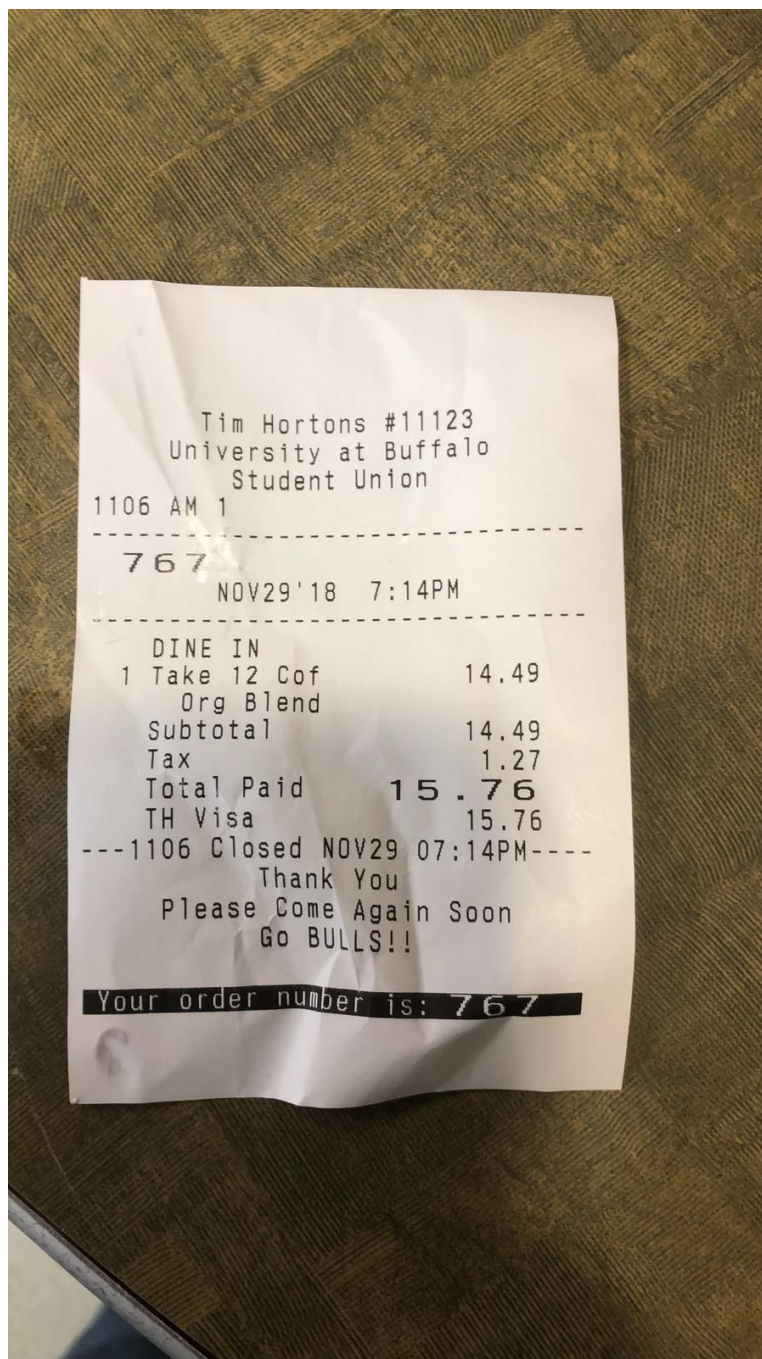 Tim Hortons #11123
University at Buffalo
Student Union
1106 AM 1
--------------------------------
767
NOV29'18 7:14PM
--------------------------------
DINE IN
1 Take 12 Cof 14.49
Org Blend
Subtotal 14.49
Tax 1.27
Total Paid 15.76
TH Visa 15.76
---1106 Closed NOV29 07:14PM----
Thank You
Please Come Again Soon
Go BULLS!!
Your order number is: 767